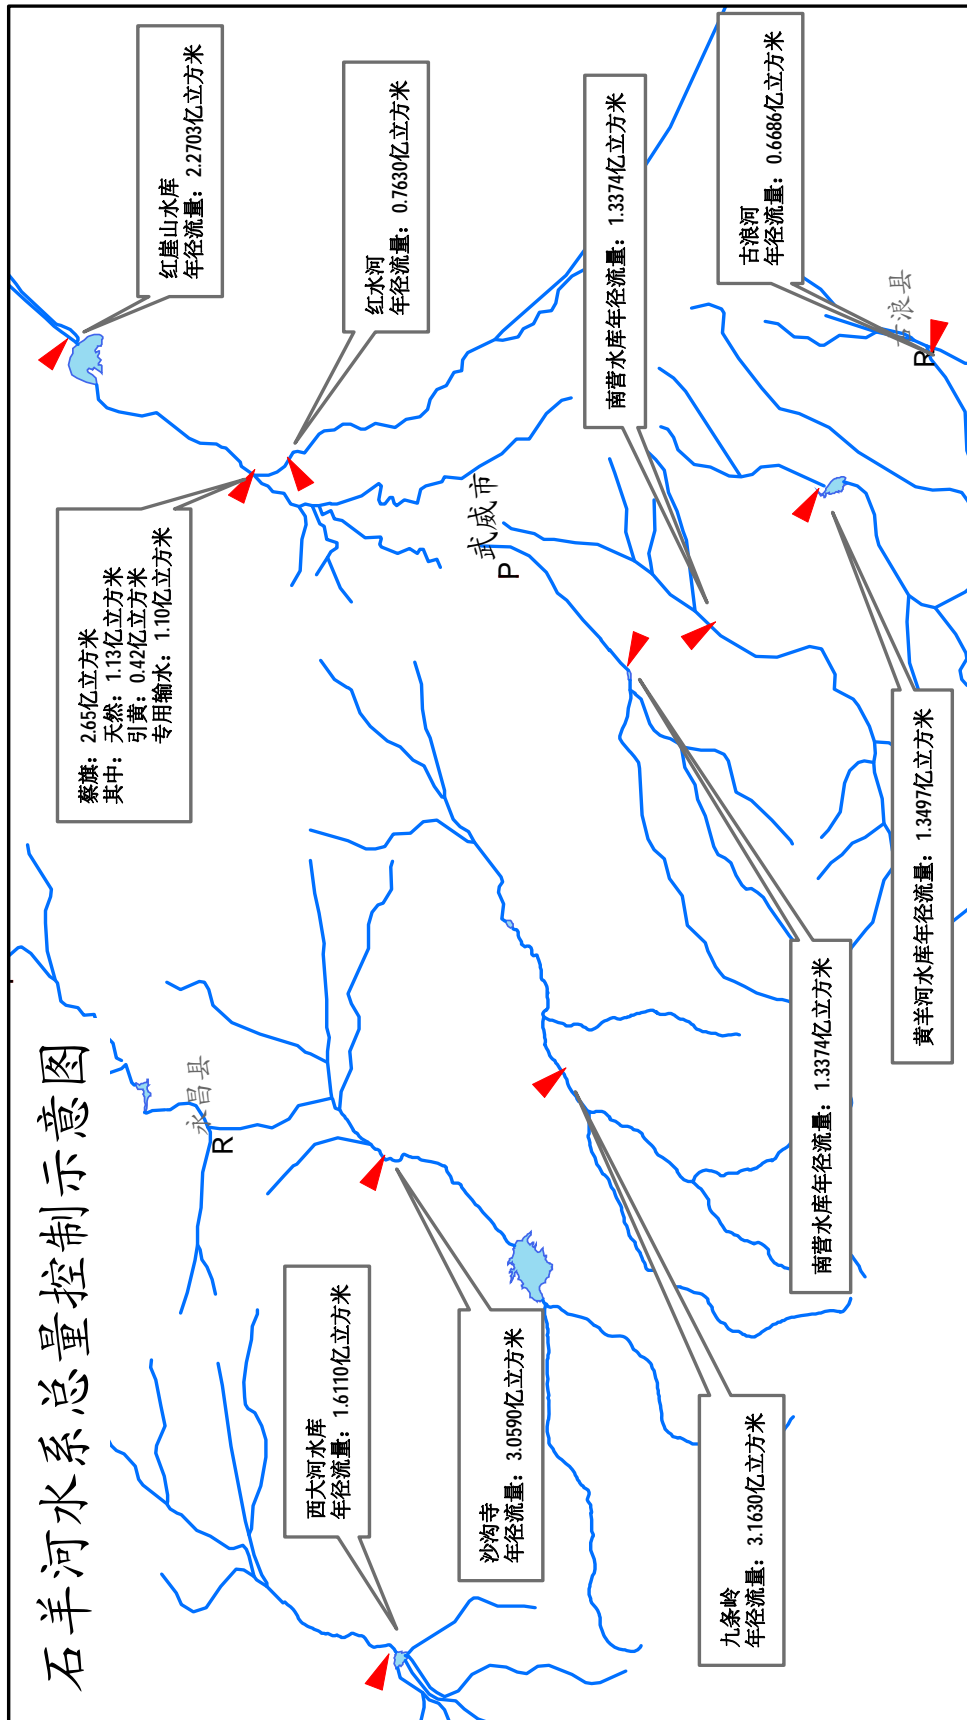 石羊河水系总量控制示意图
西大河水库
年径流量：1.6110亿立方米
沙沟寺
年径流量：3.0590亿立方米
九条岭
年径流量：3.1630亿立方米
永昌县
R
蔡旗：2.65亿立方米
其中：天然：1.13亿立方米
引黄：0.42亿立方米
专用输水：1.10亿立方米
红崖山水库
年径流量：2.2703亿立方米
红水河
年径流量：0.7630亿立方米
武威市
P
南营水库年径流量：1.3374亿立方米
南营水库年径流量：1.3374亿立方米
黄羊河水库年径流量：1.3497亿立方米
古浪河
年径流量：0.6686亿立方米
古浪县
R